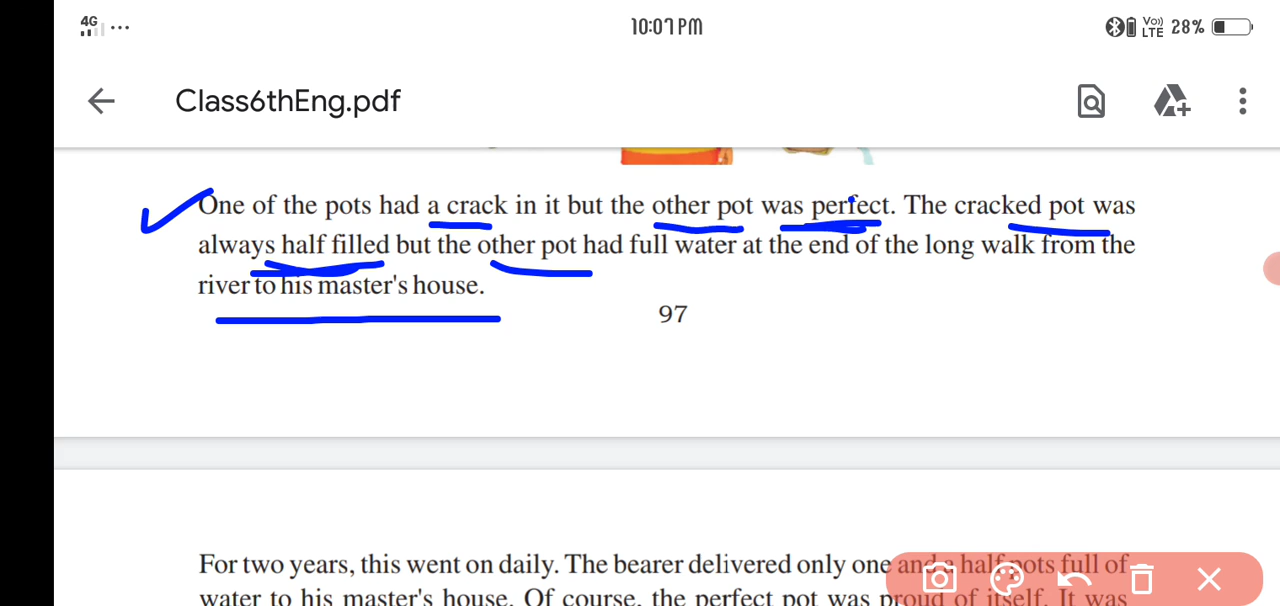 4G ...
10:07 PM
Vo)) LTE 28%
Class6thEng.pdf
One of the pots had a crack in it but the other pot was perfect. The cracked pot was
always half filled but the other pot had full water at the end of the long walk from the
river to his master's house.
97
For two years, this went on daily. The bearer delivered only one and a half pots full of
water to his master's house. Of course, the perfect pot was proud of itself. It was